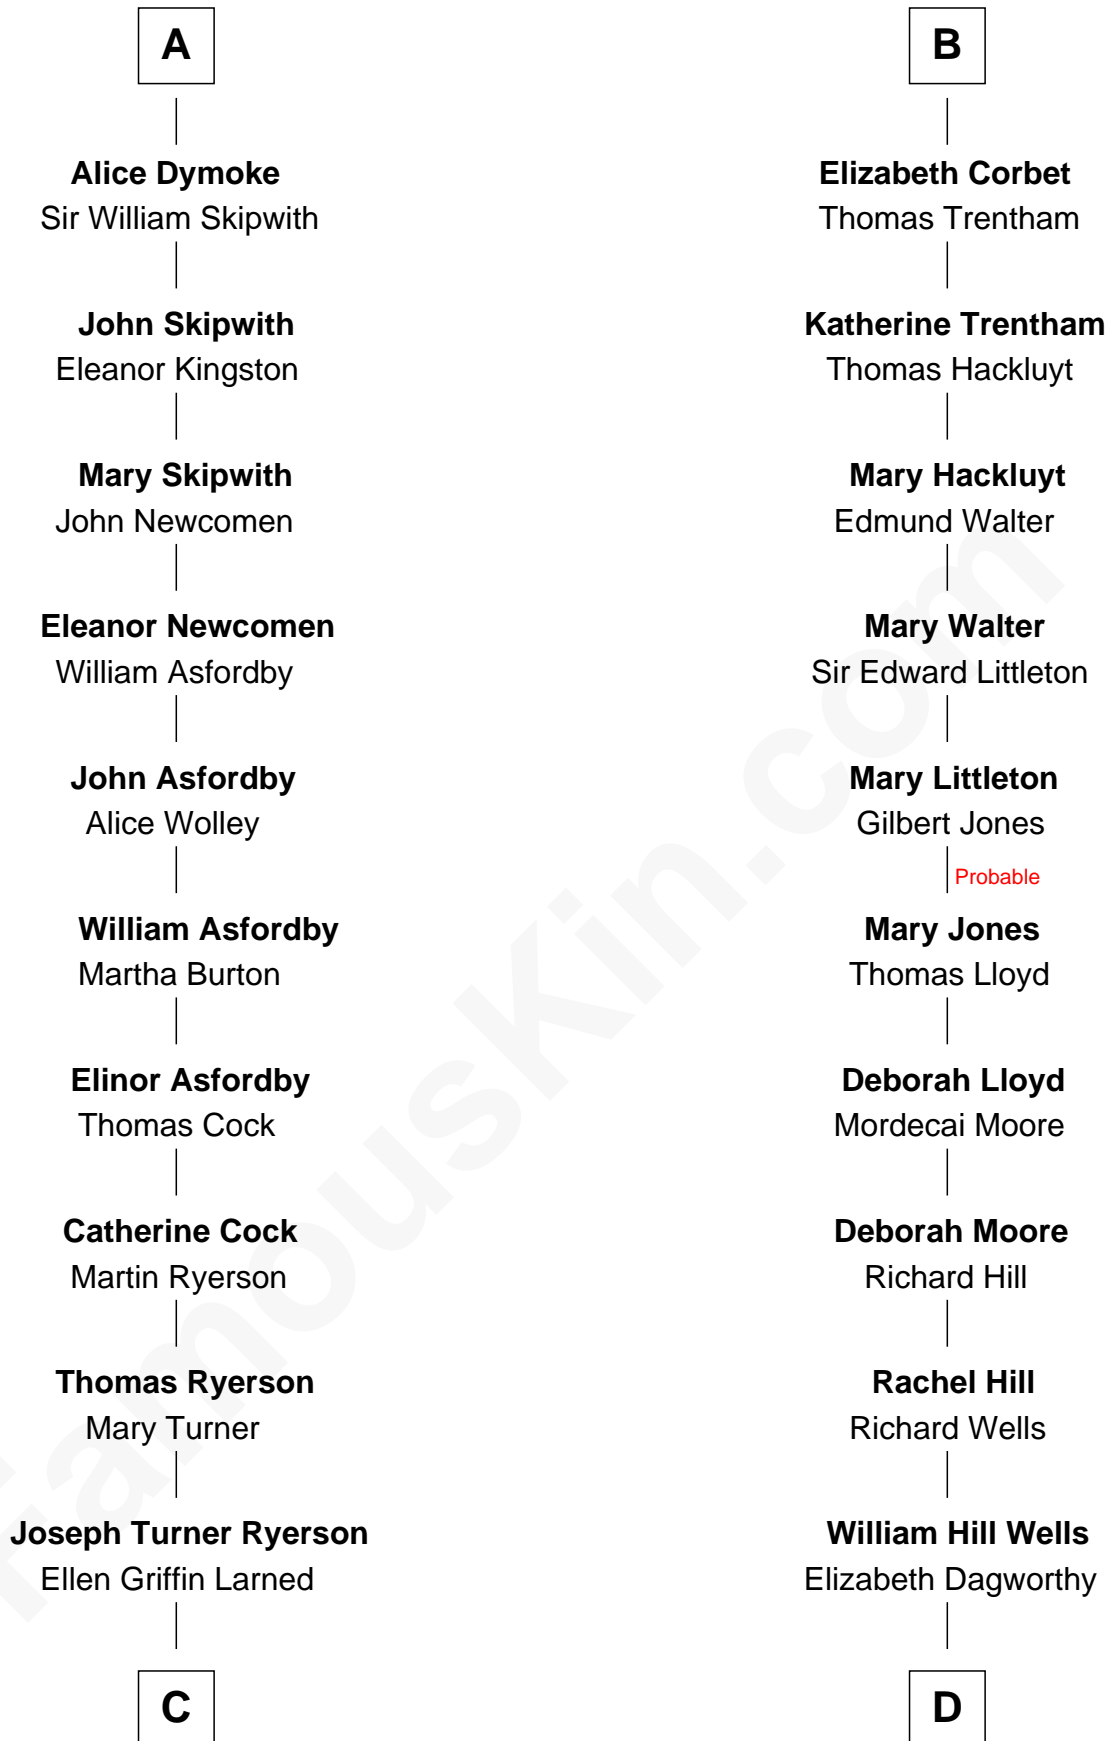 A
Alice Dymoke
Sir William Skipwith
John Skipwith
Eleanor Kingston
Mary Skipwith
John Newcomen
Eleanor Newcomen
William Asfordby
John Asfordby
Alice Wolley
William Asfordby
Martha Burton
Elinor Asfordby
Thomas Cock
Catherine Cock
Martin Ryerson
Thomas Ryerson
Mary Turner
Joseph Turner Ryerson
Ellen Griffin Larned
C
B
Elizabeth Corbet
Thomas Trentham
Katherine Trentham
Thomas Hackluyt
Mary Hackluyt
Edmund Walter
Mary Walter
Sir Edward Littleton
Mary Littleton
Gilbert Jones
Probable
Mary Jones
Thomas Lloyd
Deborah Lloyd
Mordecai Moore
Deborah Moore
Richard Hill
Rachel Hill
Richard Wells
William Hill Wells
Elizabeth Dagworthy
D
FamousKin.com